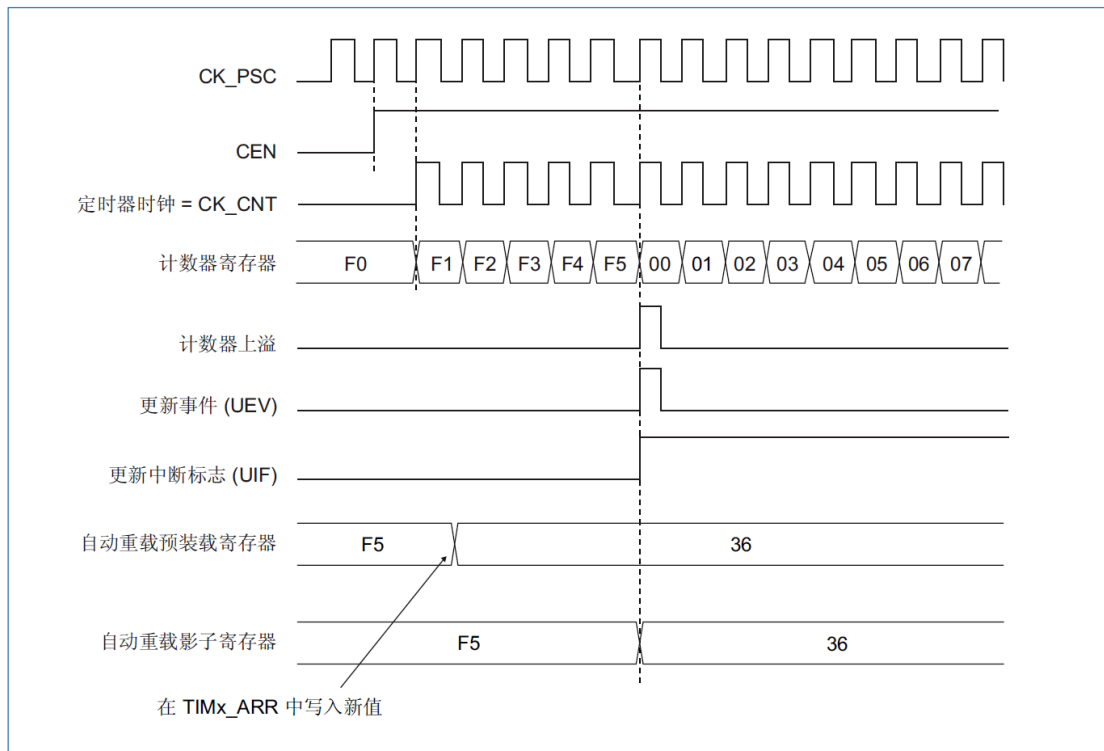 CK_PSC
CEN
定时器时钟 = CK_CNT
计数器寄存器 F0 F1 F2 F3 F4 F5 00 01 02 03 04 05 06 07
计数器上溢
更新事件 (UEV)
更新中断标志 (UIF)
自动重载预装载寄存器 F5 36
自动重载影子寄存器 F5 36
在 TIMx_ARR 中写入新值